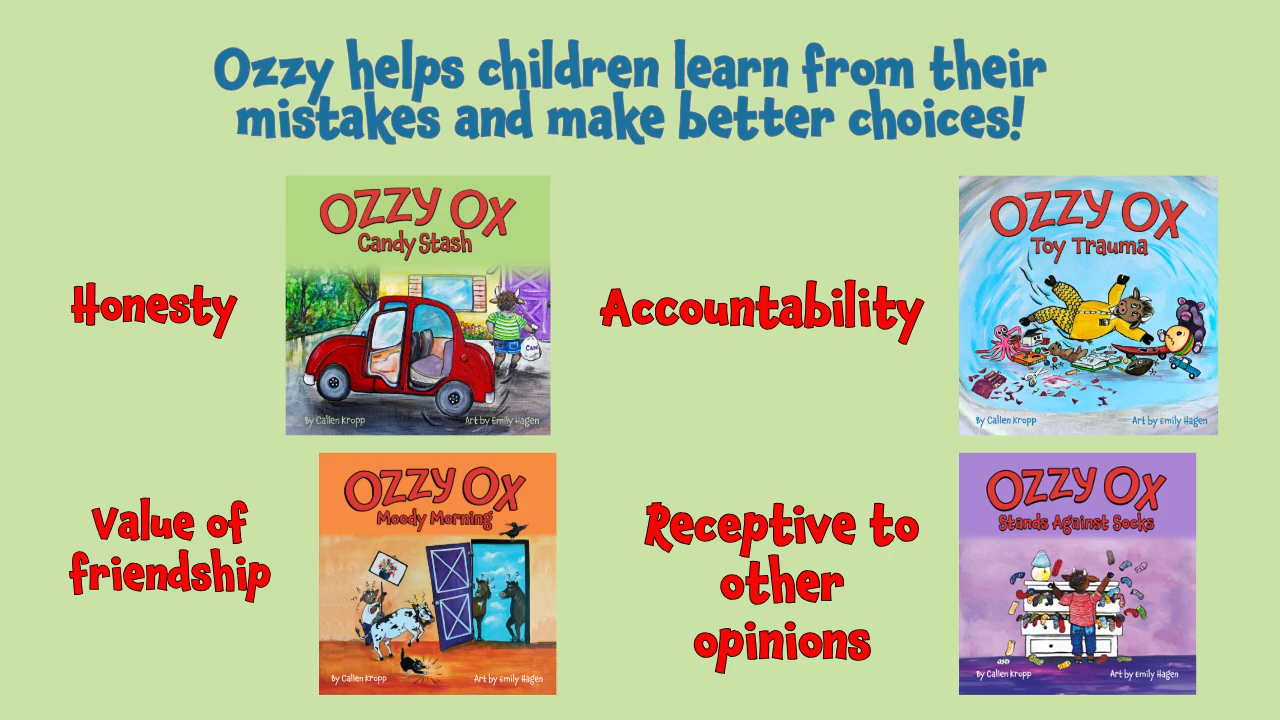 Ozzy helps children learn from their
mistakes and make better choices!
Honesty
OZZY OX
Candy Stash
CANDY
By Callen Kropp
Art by Emily Hagen
Accountability
OZZY OX
Toy Trauma
By Callen Kropp
Art by Emily Hagen
Value of
friendship
OZZY OX
Moody Morning
By Callen Kropp
Art by Emily Hagen
Receptive to
other
opinions
OZZY OX
Stands Against Socks
By Callen Kropp
Art by Emily Hagen